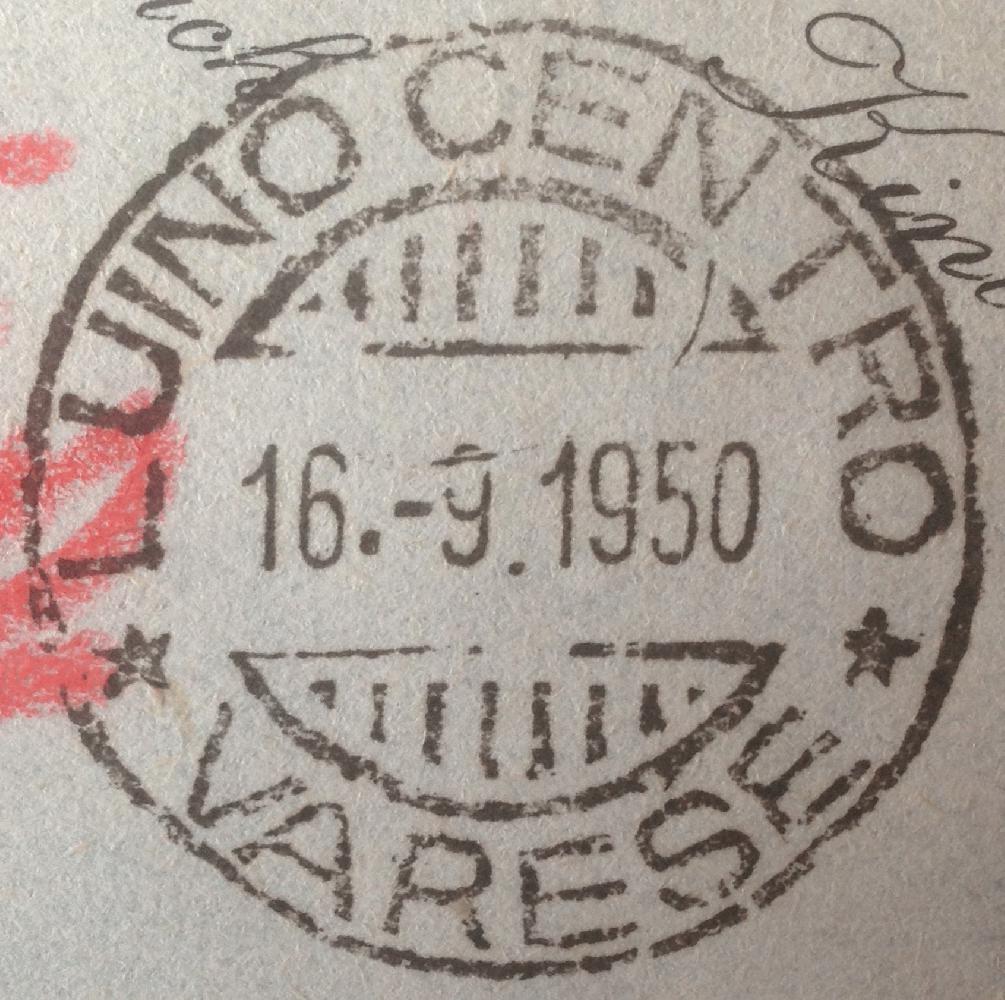 LUINO CENTRO
16.-9.1950
VARESE